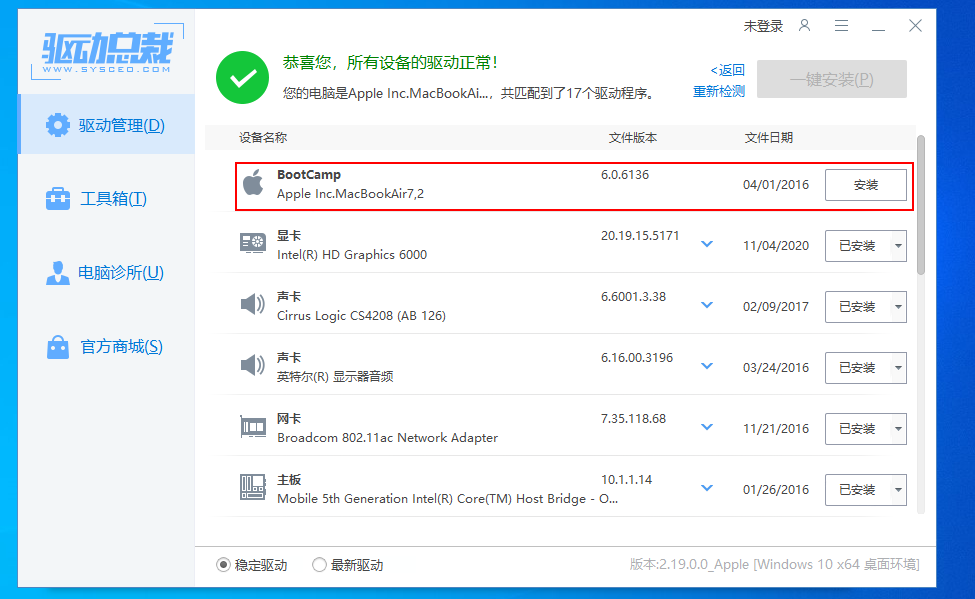 未登录
驱动总裁
WWW.SYSCEO.COM
驱动管理(D)
工具箱(T)
电脑诊所(U)
官方商城(S)
恭喜您，所有设备的驱动正常!
您的电脑是Apple Inc.MacBookAi...，共匹配到了17个驱动程序。
<返回
重新检测
一键安装(P)
设备名称 文件版本 文件日期
BootCamp
Apple Inc.MacBookAir7,2
6.0.6136 04/01/2016 安装
显卡
Intel(R) HD Graphics 6000
20.19.15.5171 11/04/2020 已安装
声卡
Cirrus Logic CS4208 (AB 126)
6.6001.3.38 02/09/2017 已安装
声卡
英特尔(R) 显示器音频
6.16.00.3196 03/24/2016 已安装
网卡
Broadcom 802.11ac Network Adapter
7.35.118.68 11/21/2016 已安装
主板
Mobile 5th Generation Intel(R) Core(TM) Host Bridge - O...
10.1.1.14 01/26/2016 已安装
稳定驱动 最新驱动
版本:2.19.0.0_Apple [Windows 10 x64 桌面环境]